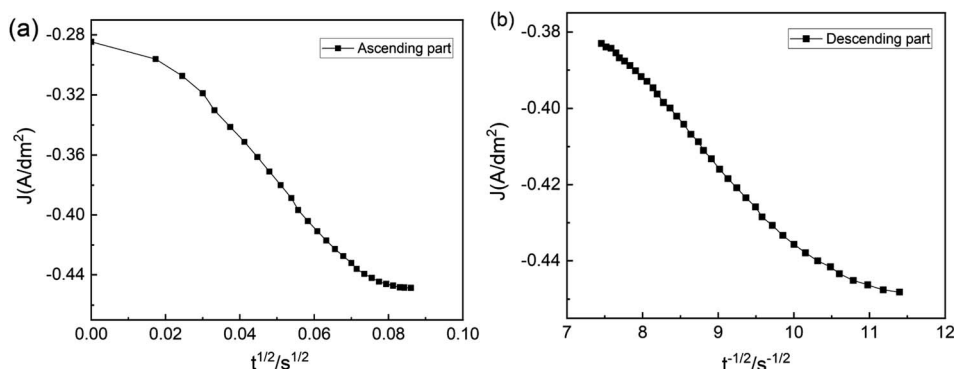 (a)
-0.28
-0.32
-0.36
-0.40
-0.44
J(A/dm²)
Ascending part
0.00 0.02 0.04 0.06 0.08 0.10
t^1/2/s^1/2
(b)
-0.38
-0.40
-0.42
-0.44
J(A/dm²)
Descending part
7 8 9 10 11 12
t^-1/2/s^-1/2